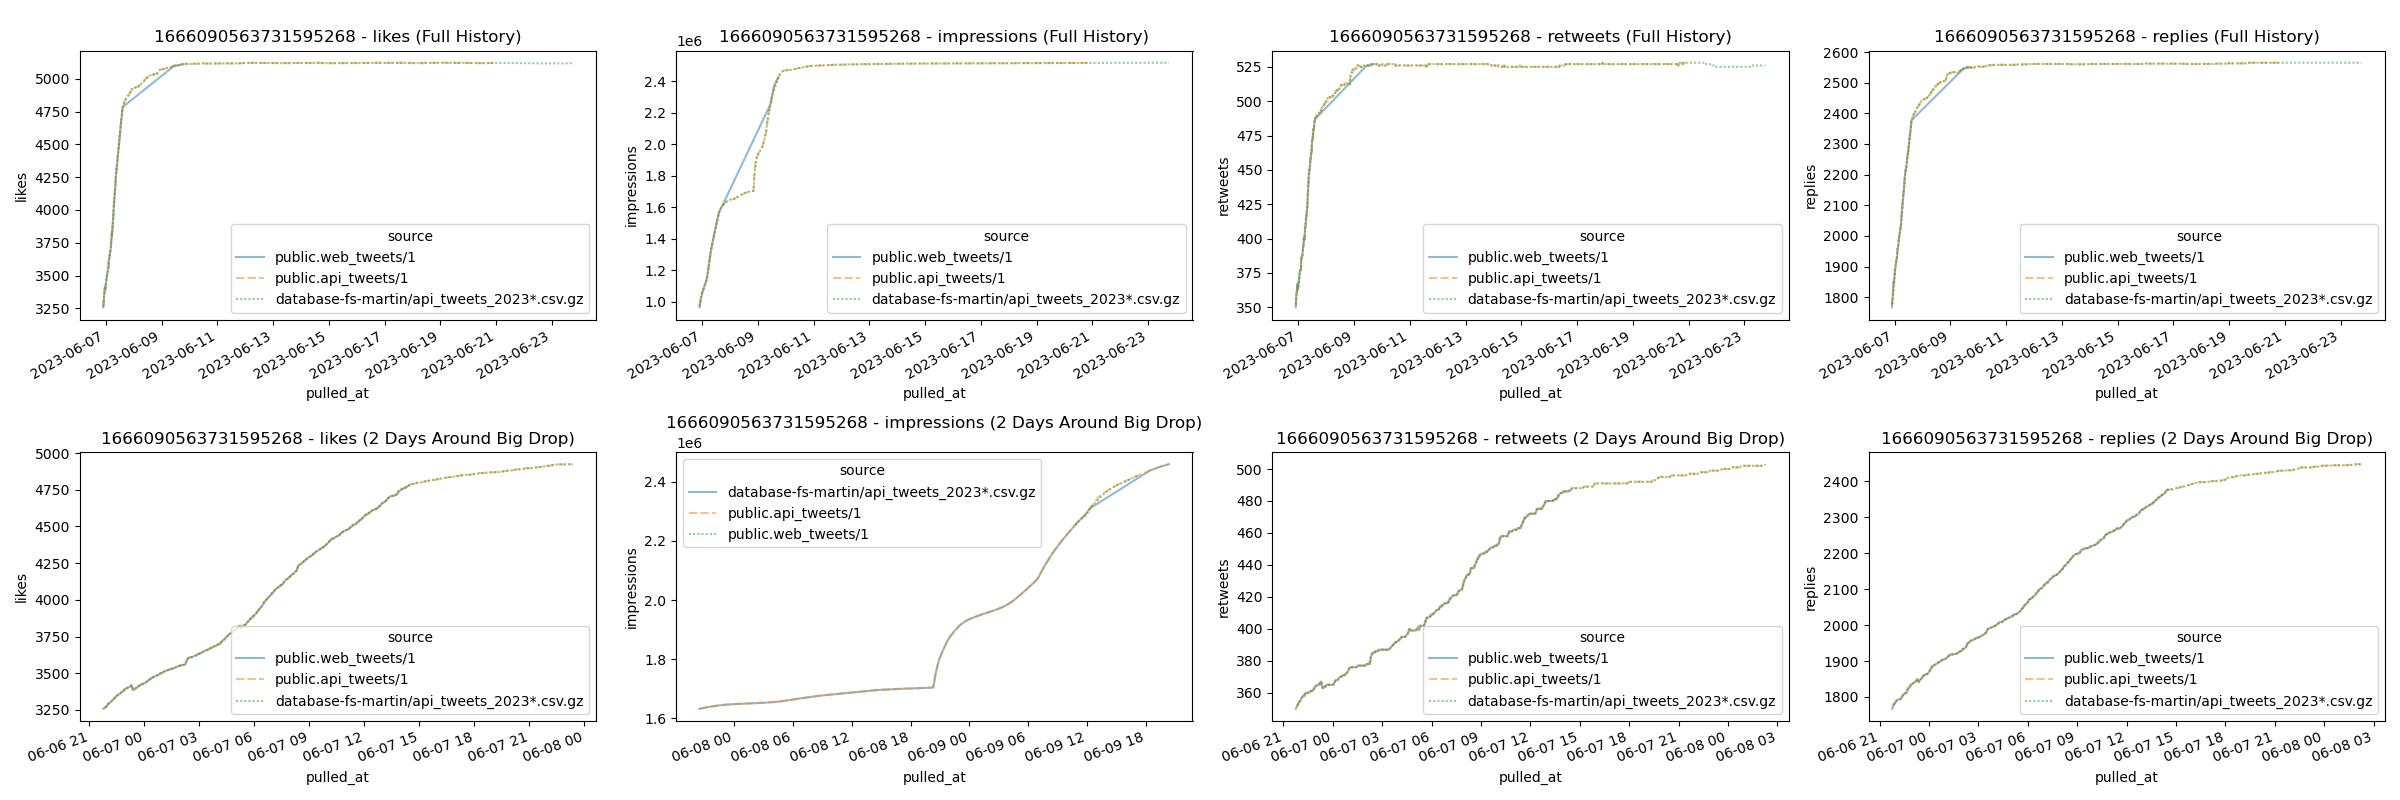 1666090563731595268 - likes (Full History)
likes
5000
4750
4500
4250
4000
3750
3500
3250
source
public.web_tweets/1
public.api_tweets/1
database-fs-martin/api_tweets_2023*.csv.gz
2023-06-07
2023-06-09
2023-06-11
2023-06-13
2023-06-15
2023-06-17
2023-06-19
2023-06-21
2023-06-23
pulled_at
1666090563731595268 - impressions (Full History)
1e6
impressions
2.4
2.2
2.0
1.8
1.6
1.4
1.2
1.0
source
public.web_tweets/1
public.api_tweets/1
database-fs-martin/api_tweets_2023*.csv.gz
2023-06-07
2023-06-09
2023-06-11
2023-06-13
2023-06-15
2023-06-17
2023-06-19
2023-06-21
2023-06-23
pulled_at
1666090563731595268 - retweets (Full History)
retweets
525
500
475
450
425
400
375
350
source
public.web_tweets/1
public.api_tweets/1
database-fs-martin/api_tweets_2023*.csv.gz
2023-06-07
2023-06-09
2023-06-11
2023-06-13
2023-06-15
2023-06-17
2023-06-19
2023-06-21
2023-06-23
pulled_at
1666090563731595268 - replies (Full History)
replies
2600
2500
2400
2300
2200
2100
2000
1900
1800
source
public.web_tweets/1
public.api_tweets/1
database-fs-martin/api_tweets_2023*.csv.gz
2023-06-07
2023-06-09
2023-06-11
2023-06-13
2023-06-15
2023-06-17
2023-06-19
2023-06-21
2023-06-23
pulled_at
1666090563731595268 - likes (2 Days Around Big Drop)
likes
5000
4750
4500
4250
4000
3750
3500
3250
source
public.web_tweets/1
public.api_tweets/1
database-fs-martin/api_tweets_2023*.csv.gz
06-06 21
06-07 00
06-07 03
06-07 06
06-07 09
06-07 12
06-07 15
06-07 18
06-07 21
06-08 00
pulled_at
1666090563731595268 - impressions (2 Days Around Big Drop)
1e6
impressions
2.4
2.2
2.0
1.8
1.6
source
database-fs-martin/api_tweets_2023*.csv.gz
public.api_tweets/1
public.web_tweets/1
06-08 00
06-08 06
06-08 12
06-08 18
06-09 00
06-09 06
06-09 12
06-09 18
pulled_at
1666090563731595268 - retweets (2 Days Around Big Drop)
retweets
500
480
460
440
420
400
380
360
source
public.web_tweets/1
public.api_tweets/1
database-fs-martin/api_tweets_2023*.csv.gz
06-06 21
06-07 00
06-07 03
06-07 06
06-07 09
06-07 12
06-07 15
06-07 18
06-07 21
06-08 00
06-08 03
pulled_at
1666090563731595268 - replies (2 Days Around Big Drop)
replies
2400
2300
2200
2100
2000
1900
1800
source
public.web_tweets/1
public.api_tweets/1
database-fs-martin/api_tweets_2023*.csv.gz
06-06 21
06-07 00
06-07 03
06-07 06
06-07 09
06-07 12
06-07 15
06-07 18
06-07 21
06-08 00
06-08 03
pulled_at